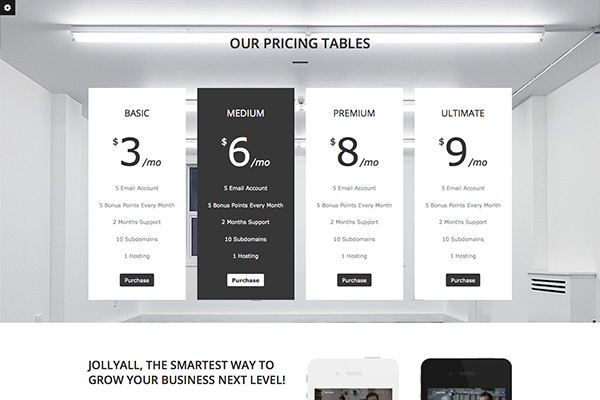 OUR PRICING TABLES
BASIC
$3/mo
5 Email Account
5 Bonus Points Every Month
2 Months Support
10 Subdomains
1 Hosting
Purchase
MEDIUM
$6/mo
5 Email Account
5 Bonus Points Every Month
2 Months Support
10 Subdomains
1 Hosting
Purchase
PREMIUM
$8/mo
5 Email Account
5 Bonus Points Every Month
2 Months Support
10 Subdomains
1 Hosting
Purchase
ULTIMATE
$9/mo
5 Email Account
5 Bonus Points Every Month
2 Months Support
10 Subdomains
1 Hosting
Purchase
JOLLYALL, THE SMARTEST WAY TO
GROW YOUR BUSINESS NEXT LEVEL!